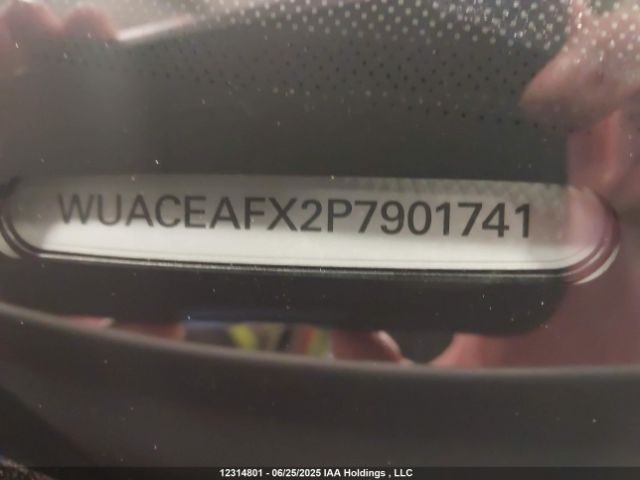 WUACEAFX2P7901741
12314801 - 06/25/2025 IAA Holdings , LLC